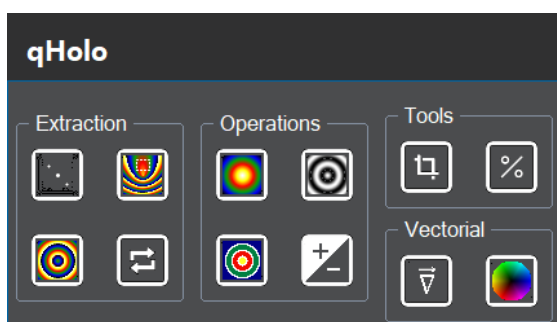 qHolo
Extraction
Operations
Tools
%
Vectorial
+
−
∇⃗